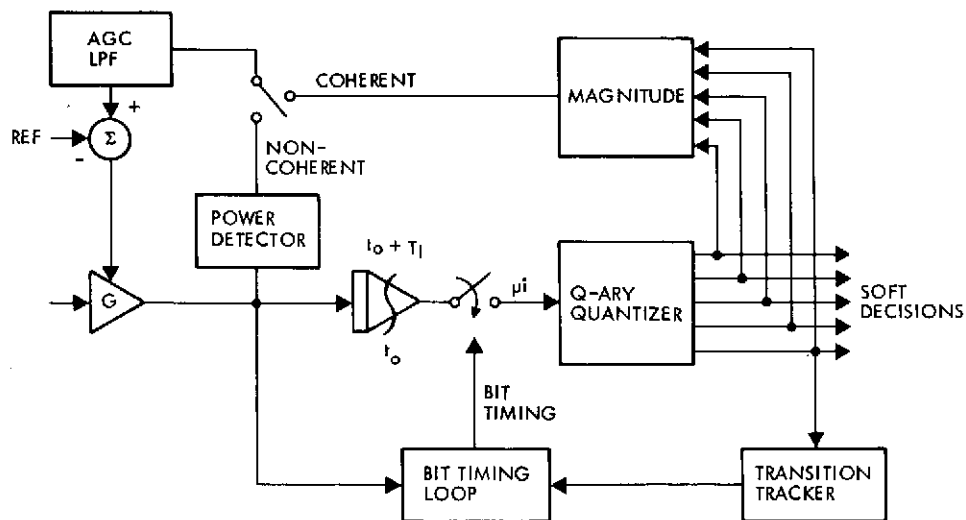 AGC
LPF
COHERENT
MAGNITUDE
+
REF
Σ
-
NON-
COHERENT
POWER
DETECTOR
t₀ + T₁
G
μi
Q-ARY
QUANTIZER
SOFT
DECISIONS
t₀
BIT
TIMING
BIT TIMING
LOOP
TRANSITION
TRACKER